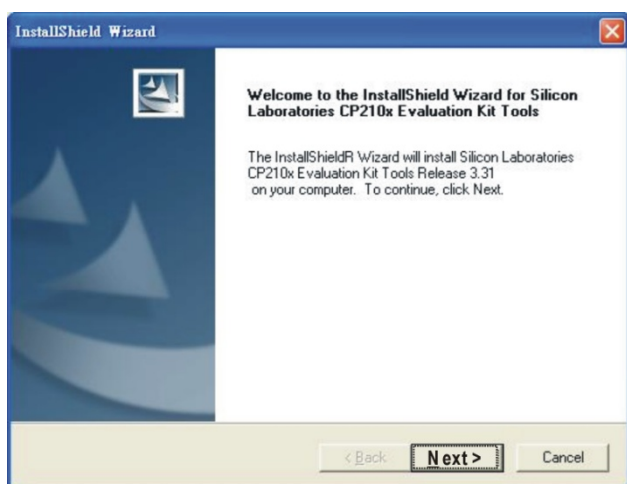 InstallShield Wizard
Welcome to the InstallShield Wizard for Silicon
Laboratories CP210x Evaluation Kit Tools
The InstallShieldR Wizard will install Silicon Laboratories
CP210x Evaluation Kit Tools Release 3.31
on your computer. To continue, click Next.
< Back Next > Cancel